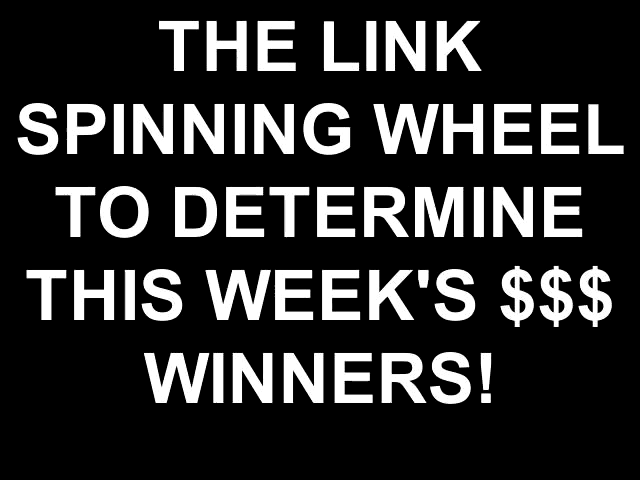 THE LINK
SPINNING WHEEL
TO DETERMINE
THIS WEEK'S $$$
WINNERS!